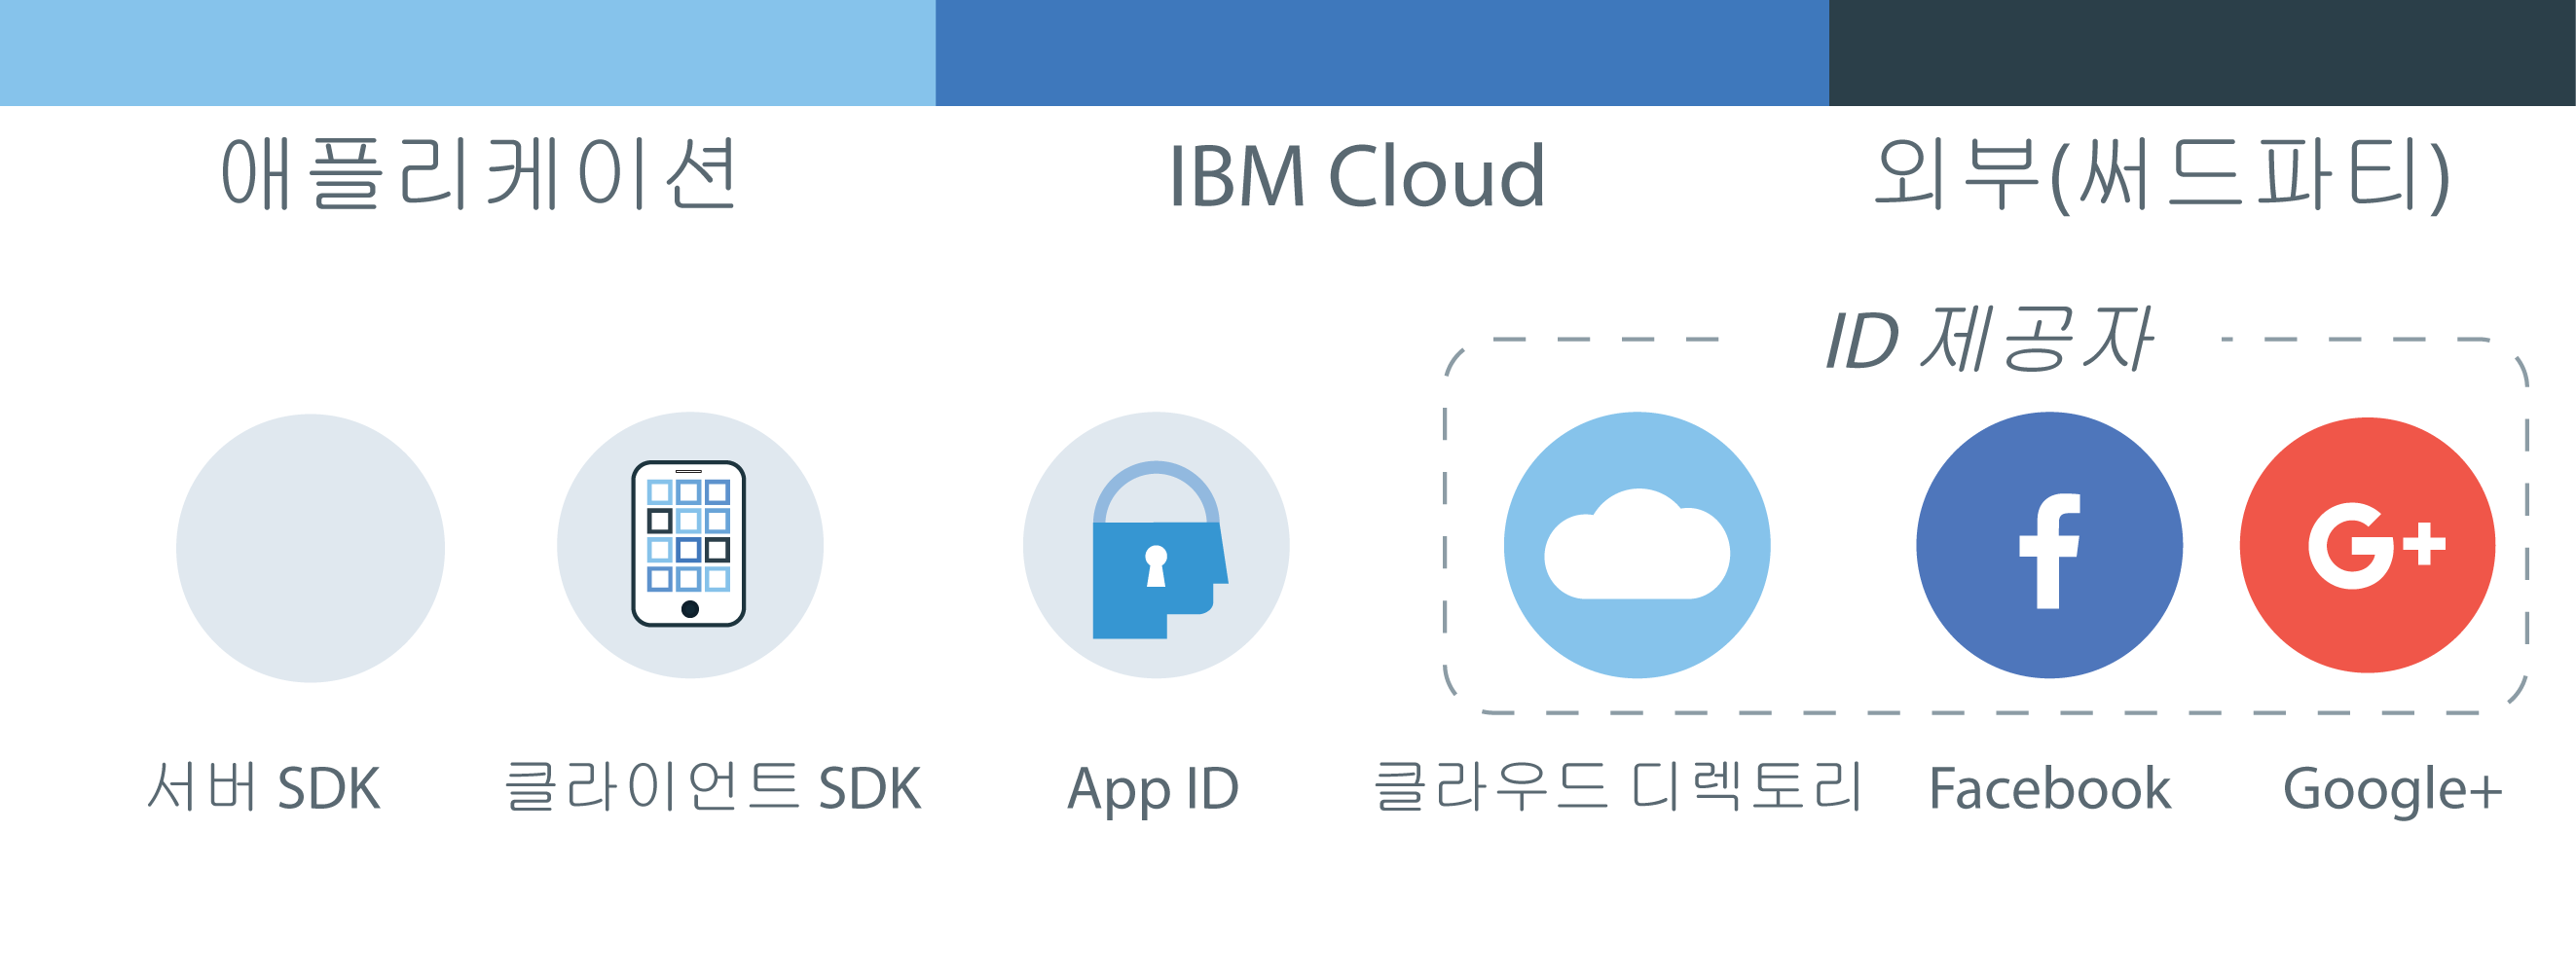 애플리케이션
IBM Cloud
외부(써드파티)
ID 제공자
f
G+
서버 SDK
클라이언트 SDK
App ID
클라우드 디렉토리
Facebook
Google+